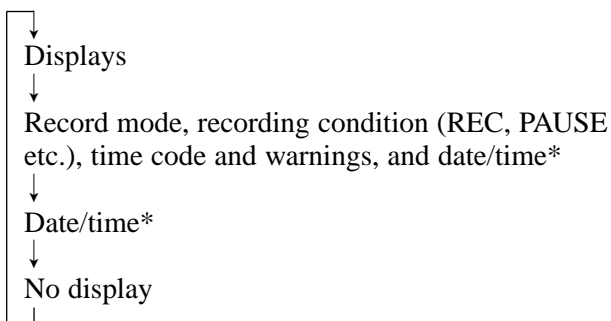 Displays
Record mode, recording condition (REC, PAUSE
etc.), time code and warnings, and date/time*
Date/time*
No display